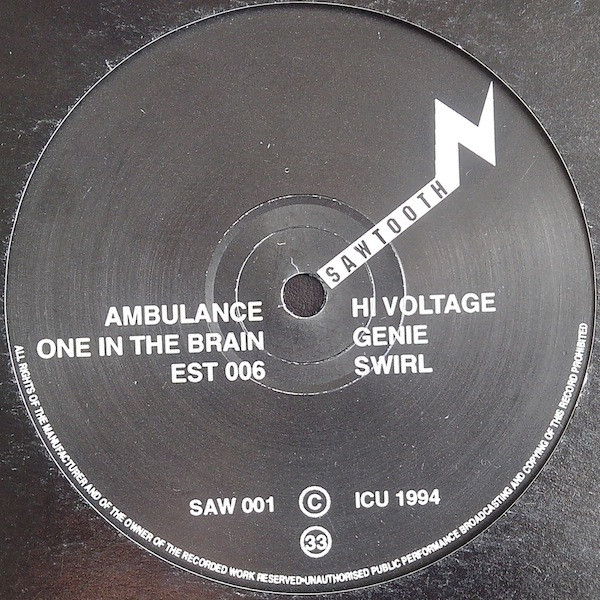 SAWTOOTH
AMBULANCE
ONE IN THE BRAIN
EST 006
HI VOLTAGE
GENIE
SWIRL
SAW 001 © ICU 1994
33
ALL RIGHTS OF THE MANUFACTURER AND OF THE OWNER OF THE RECORDED WORK RESERVED•UNAUTHORISED PUBLIC PERFORMANCE BROADCASTING AND COPYING OF THIS RECORD PROHIBITED